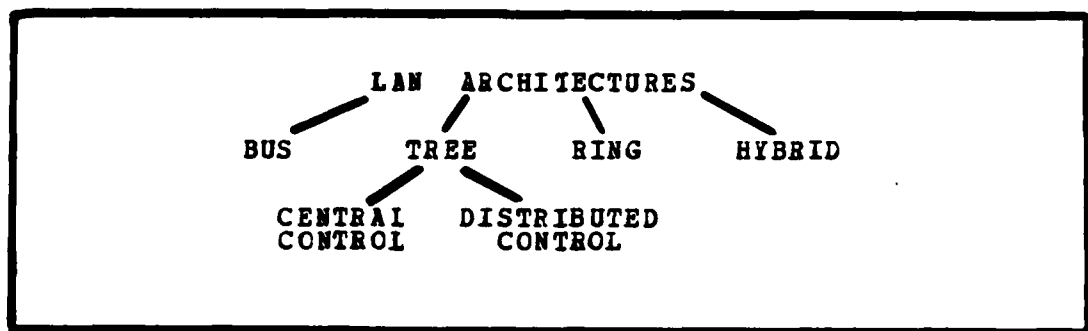 LAN ARCHITECTURES
BUS TREE RING HYBRID
CENTRAL DISTRIBUTED
CONTROL CONTROL